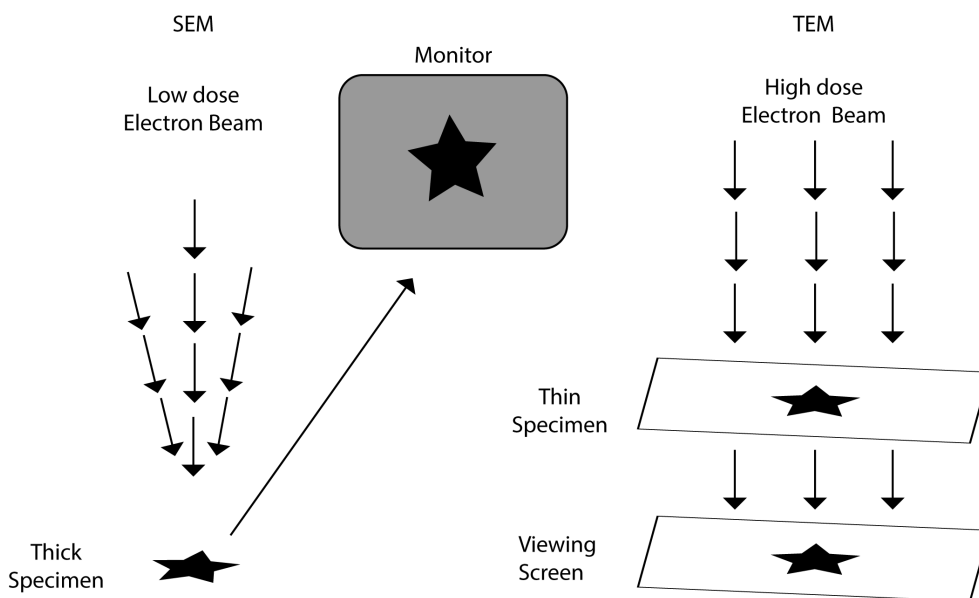 SEM
TEM
Monitor
Low dose
Electron Beam
High dose
Electron Beam
Thin
Specimen
Thick
Specimen
Viewing
Screen